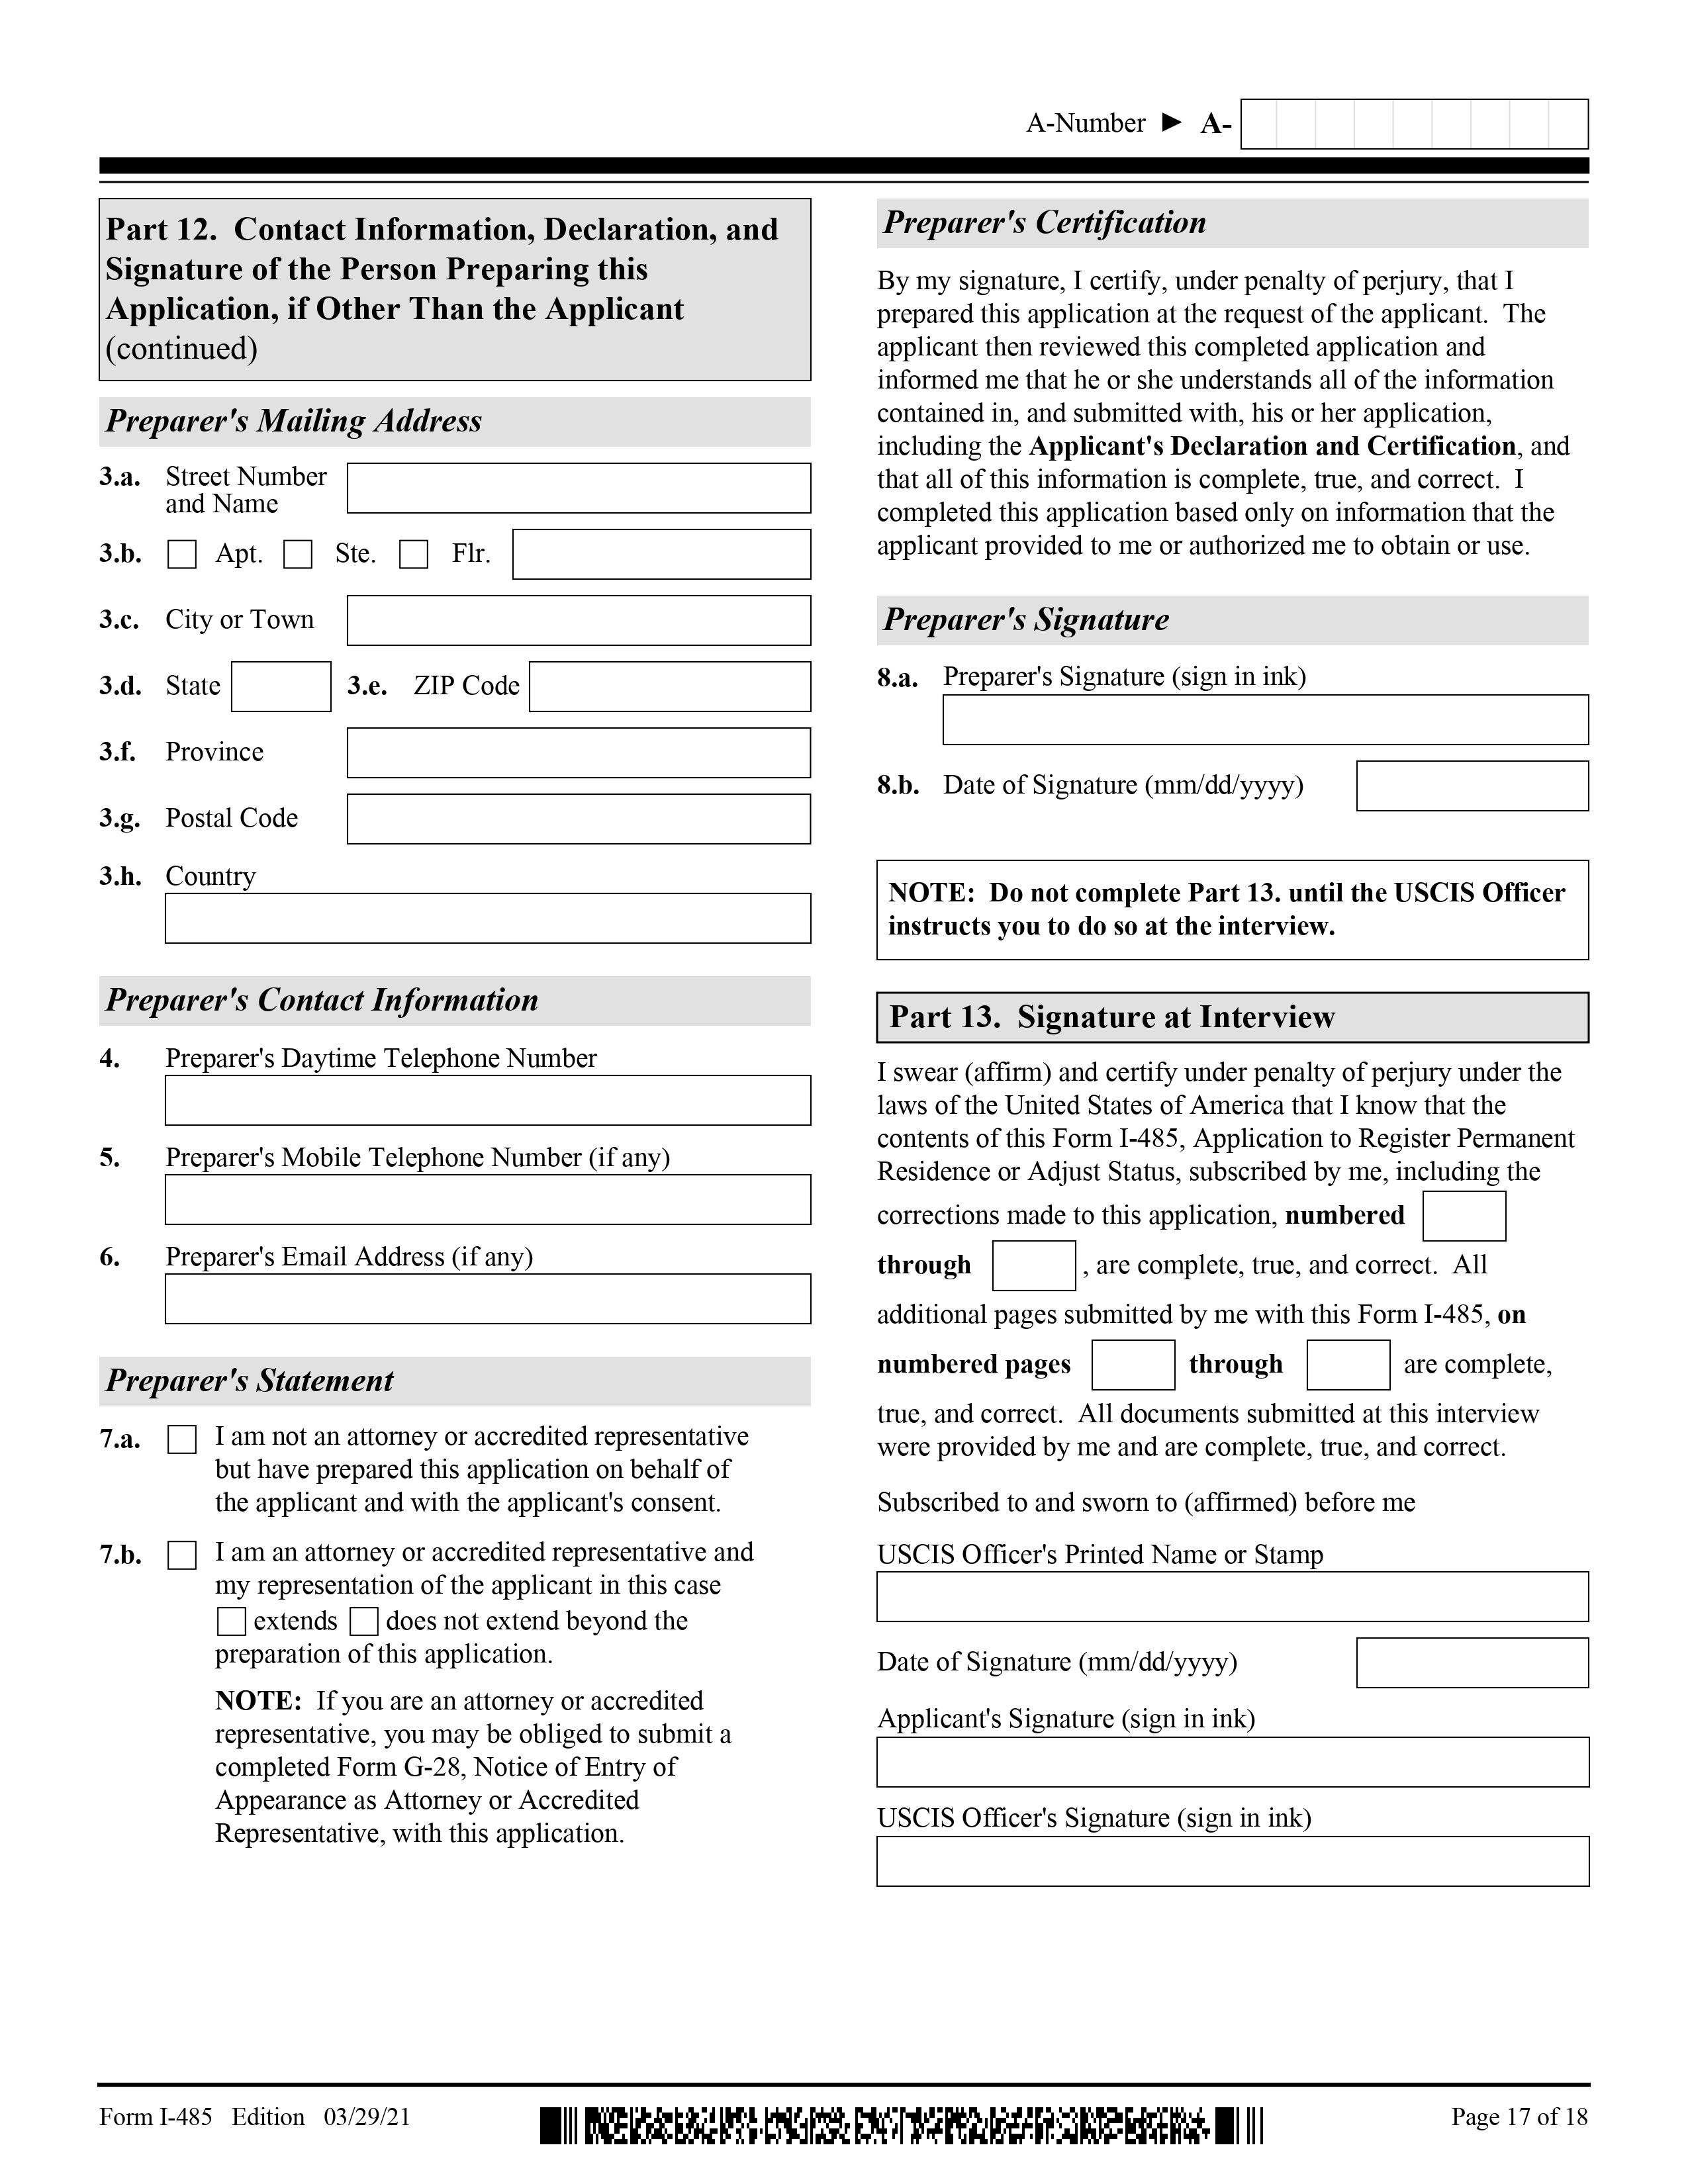 A-Number ► A-
Part 12. Contact Information, Declaration, and
Signature of the Person Preparing this
Application, if Other Than the Applicant
(continued)
Preparer's Mailing Address
3.a. Street Number
and Name
3.b. Apt. Ste. Flr.
3.c. City or Town
3.d. State 3.e. ZIP Code
3.f. Province
3.g. Postal Code
3.h. Country
Preparer's Contact Information
4. Preparer's Daytime Telephone Number
5. Preparer's Mobile Telephone Number (if any)
6. Preparer's Email Address (if any)
Preparer's Statement
7.a. I am not an attorney or accredited representative
but have prepared this application on behalf of
the applicant and with the applicant's consent.
7.b. I am an attorney or accredited representative and
my representation of the applicant in this case
extends does not extend beyond the
preparation of this application.
NOTE: If you are an attorney or accredited
representative, you may be obliged to submit a
completed Form G-28, Notice of Entry of
Appearance as Attorney or Accredited
Representative, with this application.
Preparer's Certification
By my signature, I certify, under penalty of perjury, that I
prepared this application at the request of the applicant. The
applicant then reviewed this completed application and
informed me that he or she understands all of the information
contained in, and submitted with, his or her application,
including the Applicant's Declaration and Certification, and
that all of this information is complete, true, and correct. I
completed this application based only on information that the
applicant provided to me or authorized me to obtain or use.
Preparer's Signature
8.a. Preparer's Signature (sign in ink)
8.b. Date of Signature (mm/dd/yyyy)
NOTE: Do not complete Part 13. until the USCIS Officer
instructs you to do so at the interview.
Part 13. Signature at Interview
I swear (affirm) and certify under penalty of perjury under the
laws of the United States of America that I know that the
contents of this Form I-485, Application to Register Permanent
Residence or Adjust Status, subscribed by me, including the
corrections made to this application, numbered
through , are complete, true, and correct. All
additional pages submitted by me with this Form I-485, on
numbered pages through are complete,
true, and correct. All documents submitted at this interview
were provided by me and are complete, true, and correct.
Subscribed to and sworn to (affirmed) before me
USCIS Officer's Printed Name or Stamp
Date of Signature (mm/dd/yyyy)
Applicant's Signature (sign in ink)
USCIS Officer's Signature (sign in ink)
Form I-485 Edition 03/29/21
Page 17 of 18